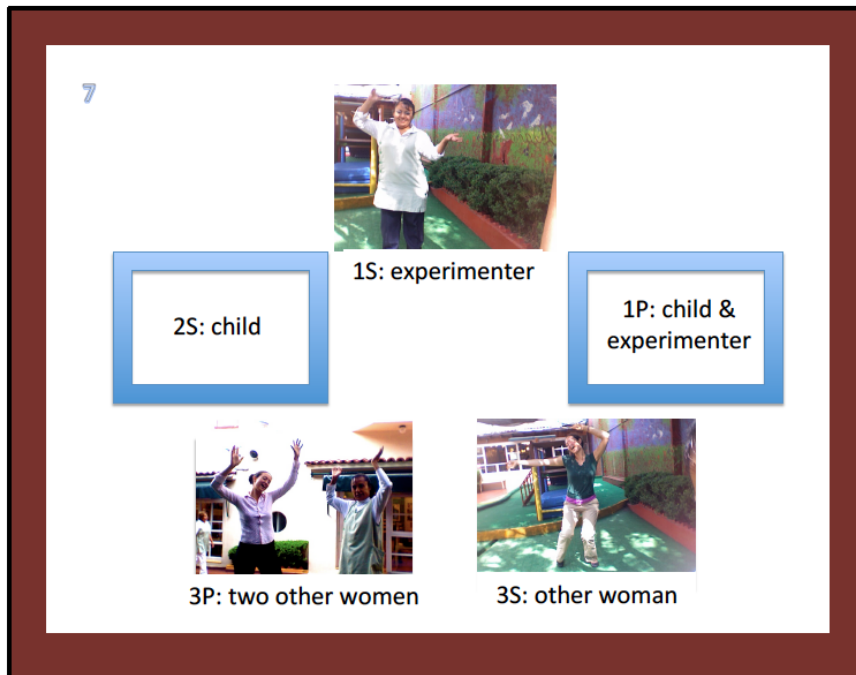 7
1S: experimenter
2S: child
1P: child &
experimenter
3P: two other women
3S: other woman